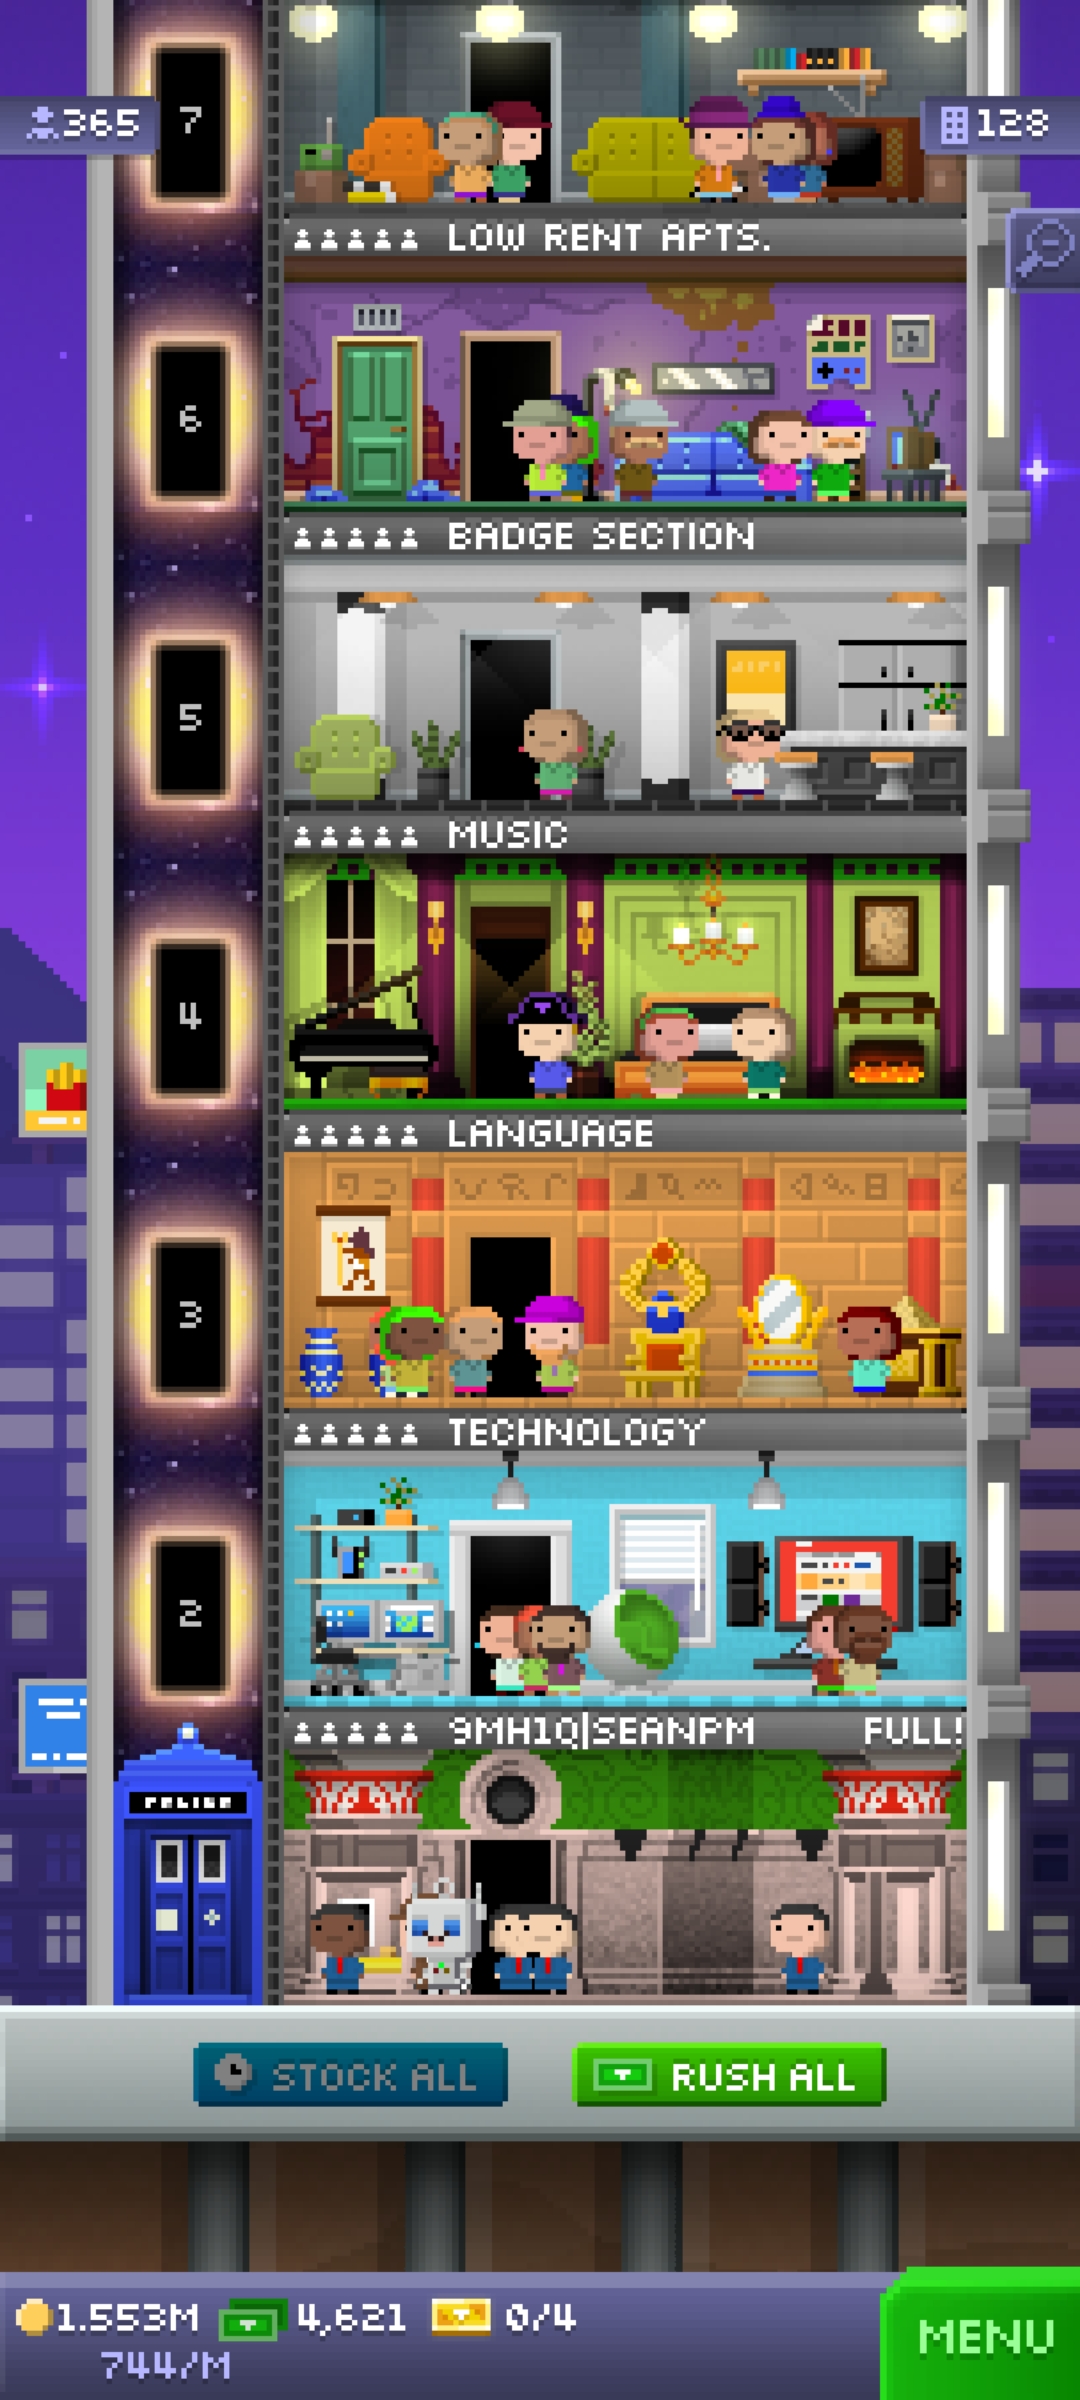 7
365
128
LOW RENT APTS.
6
BADGE SECTION
5
MUSIC
4
LANGUAGE
3
TECHNOLOGY
2
9MH1Q|SEANPM FULL!
POLICE
STOCK ALL
RUSH ALL
1.553M 4,621 0/4
744/M
MENU